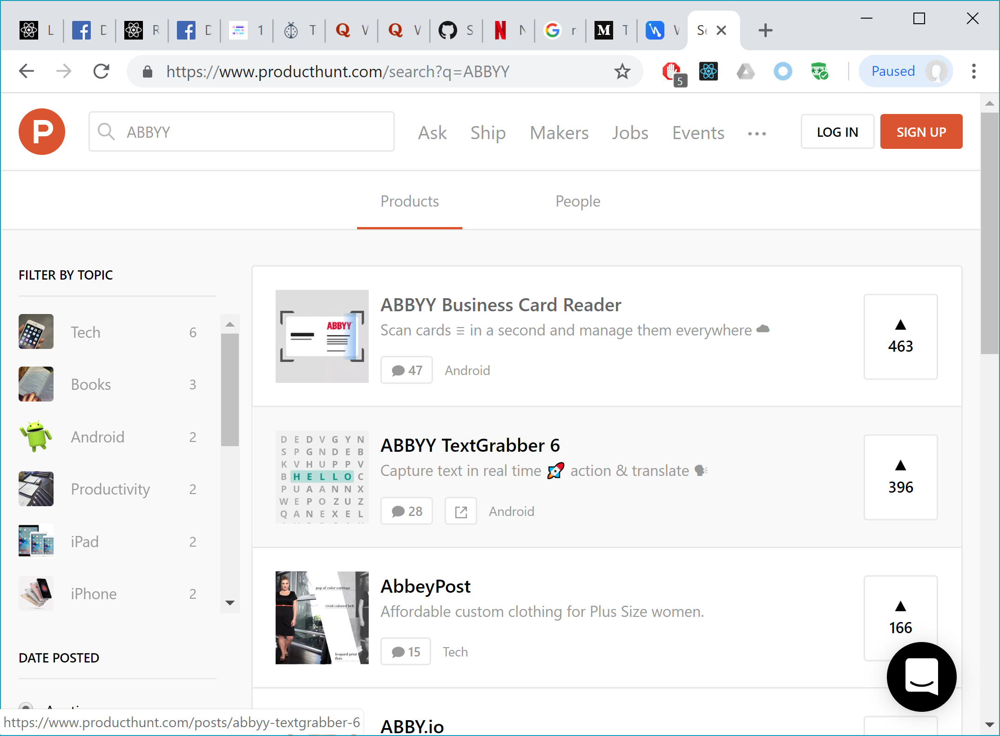 L D R D 1 T V V S N r M T V Se
https://www.producthunt.com/search?q=ABBYY
5
Paused
P
ABBYY
Ask Ship Makers Jobs Events
LOG IN
SIGN UP
Products People
FILTER BY TOPIC
Tech 6
Books 3
Android 2
Productivity 2
iPad 2
iPhone 2
DATE POSTED
ABBYY
ABBYY Business Card Reader
Scan cards ≡ in a second and manage them everywhere ☁
47 Android
▲
463
D E D V G Y N
S P G N D E B
K V H U P P V
B H E L L O C
P U A A N N X
W E P O Z U Z
Q A N E X E L
ABBYY TextGrabber 6
Capture text in real time 🚀 action & translate 🗣
28 Android
▲
396
pop of color earrings
vivid colored belt
leopard print
flats
AbbeyPost
Affordable custom clothing for Plus Size women.
15 Tech
▲
166
ABBY.io
https://www.producthunt.com/posts/abbyy-textgrabber-6